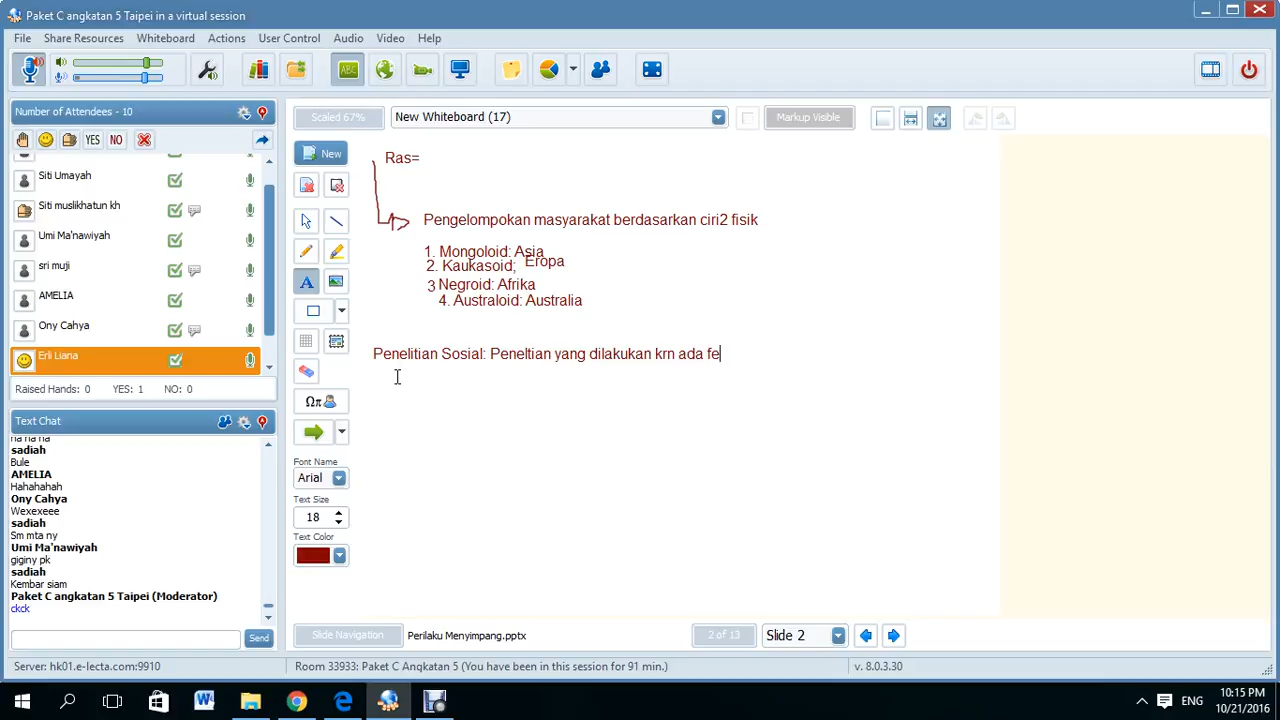 Paket C angkatan 5 Taipei in a virtual session
File Share Resources Whiteboard Actions User Control Audio Video Help
ABC
Number of Attendees - 10
YES NO
Siti Umayah
Siti muslikhatun kh
Umi Ma'nawiyah
sri muji
AMELIA
Ony Cahya
Erli Liana
Raised Hands: 0 YES: 1 NO: 0
Text Chat
na na na
sadiah
Bule
AMELIA
Hahahahah
Ony Cahya
Wexexeee
sadiah
Sm mta ny
Umi Ma'nawiyah
giginy pk
sadiah
Kembar siam
Paket C angkatan 5 Taipei (Moderator)
ckck
Send
Scaled 67% New Whiteboard (17) Markup Visible
New
A
Ωπ
Font Name
Arial
Text Size
18
Text Color
Ras=
Pengelompokan masyarakat berdasarkan ciri2 fisik
1. Mongoloid: Asia
2. Kaukasoid; Eropa
3 Negroid: Afrika
4. Australoid: Australia
Penelitian Sosial: Peneltian yang dilakukan krn ada fe
Slide Navigation Perilaku Menyimpang.pptx 2 of 13 Slide 2
Server: hk01.e-lecta.com:9910 Room 33933: Paket C Angkatan 5 (You have been in this session for 91 min.) v. 8.0.3.30
ENG 10:15 PM
10/21/2016